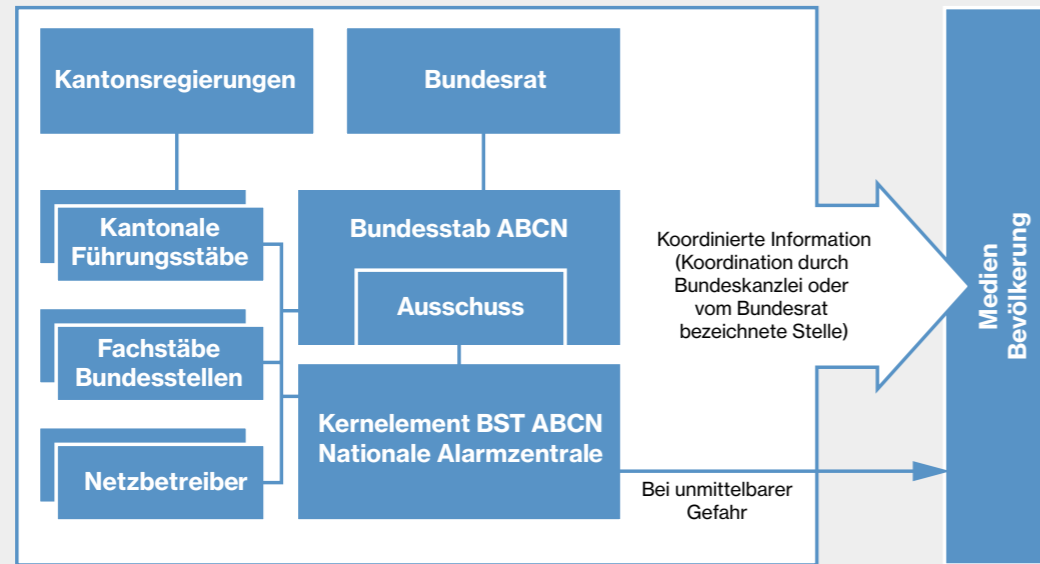 Kantonsregierungen
Bundesrat
Kantonale
Führungsstäbe
Bundesstab ABCN
Ausschuss
Fachstäbe
Bundesstellen
Kernelement BST ABCN
Nationale Alarmzentrale
Netzbetreiber
Koordinierte Information
(Koordination durch
Bundeskanzlei oder
vom Bundesrat
bezeichnete Stelle)
Bei unmittelbarer
Gefahr
Medien
Bevölkerung